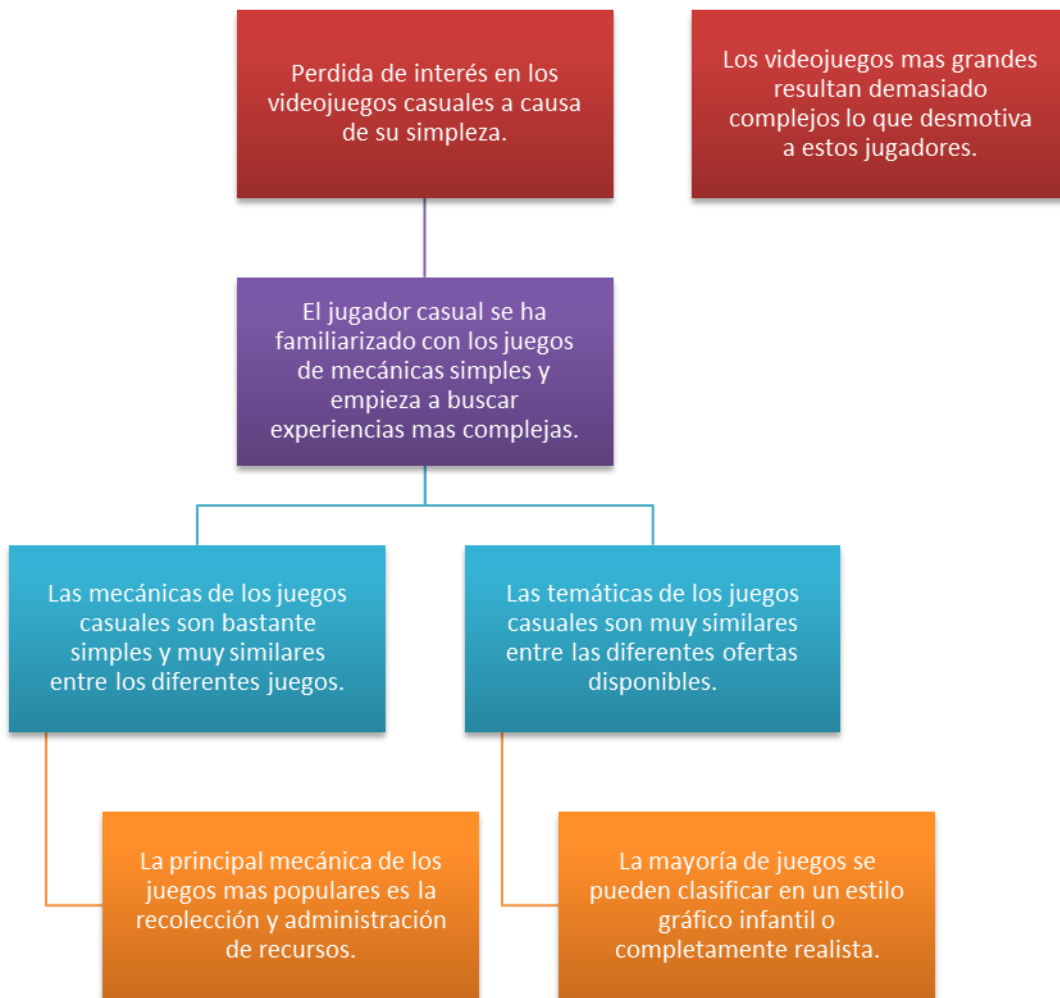 Perdida de interés en los
videojuegos casuales a causa
de su simpleza.
Los videojuegos mas grandes
resultan demasiado
complejos lo que desmotiva
a estos jugadores.
El jugador casual se ha
familiarizado con los juegos
de mecánicas simples y
empieza a buscar
experiencias mas complejas.
Las mecánicas de los juegos
casuales son bastante
simples y muy similares
entre los diferentes juegos.
Las temáticas de los juegos
casuales son muy similares
entre las diferentes ofertas
disponibles.
La principal mecánica de los
juegos mas populares es la
recolección y administración
de recursos.
La mayoría de juegos se
pueden clasificar en un estilo
gráfico infantil o
completamente realista.